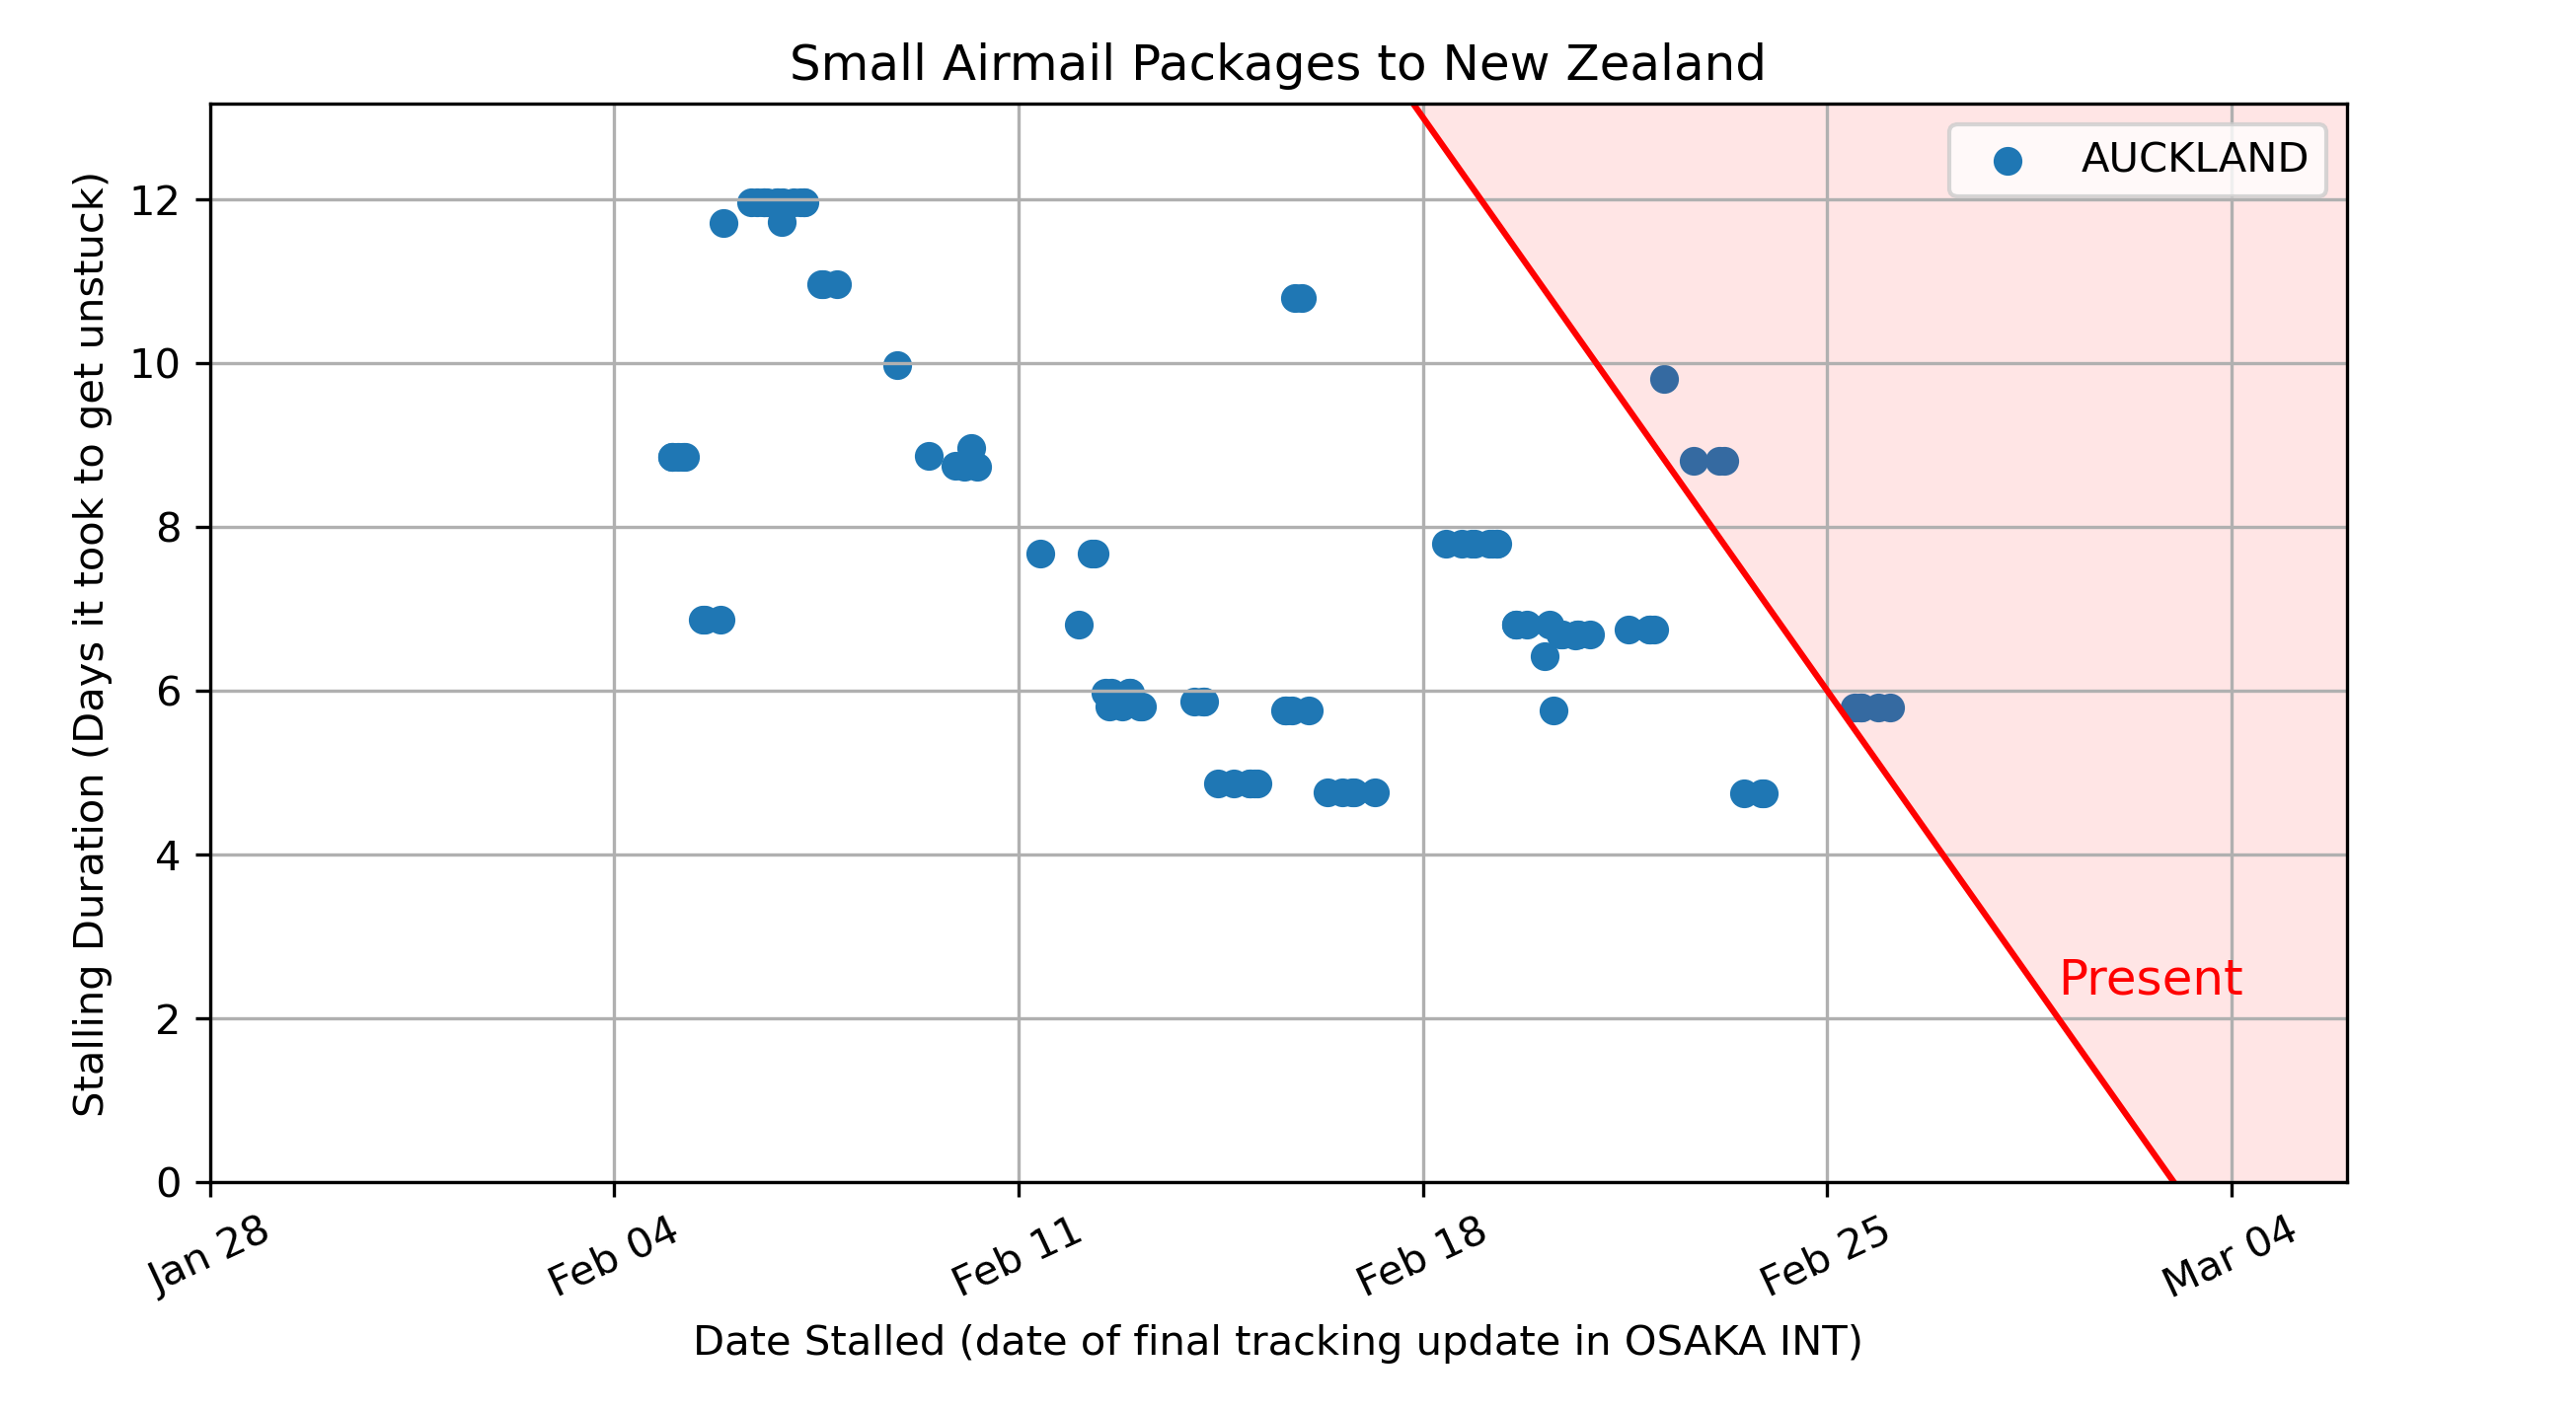 Small Airmail Packages to New Zealand
AUCKLAND
Stalling Duration (Days it took to get unstuck)
12
10
8
6
4
2
0
Present
Jan 28
Feb 04
Feb 11
Feb 18
Feb 25
Mar 04
Date Stalled (date of final tracking update in OSAKA INT)